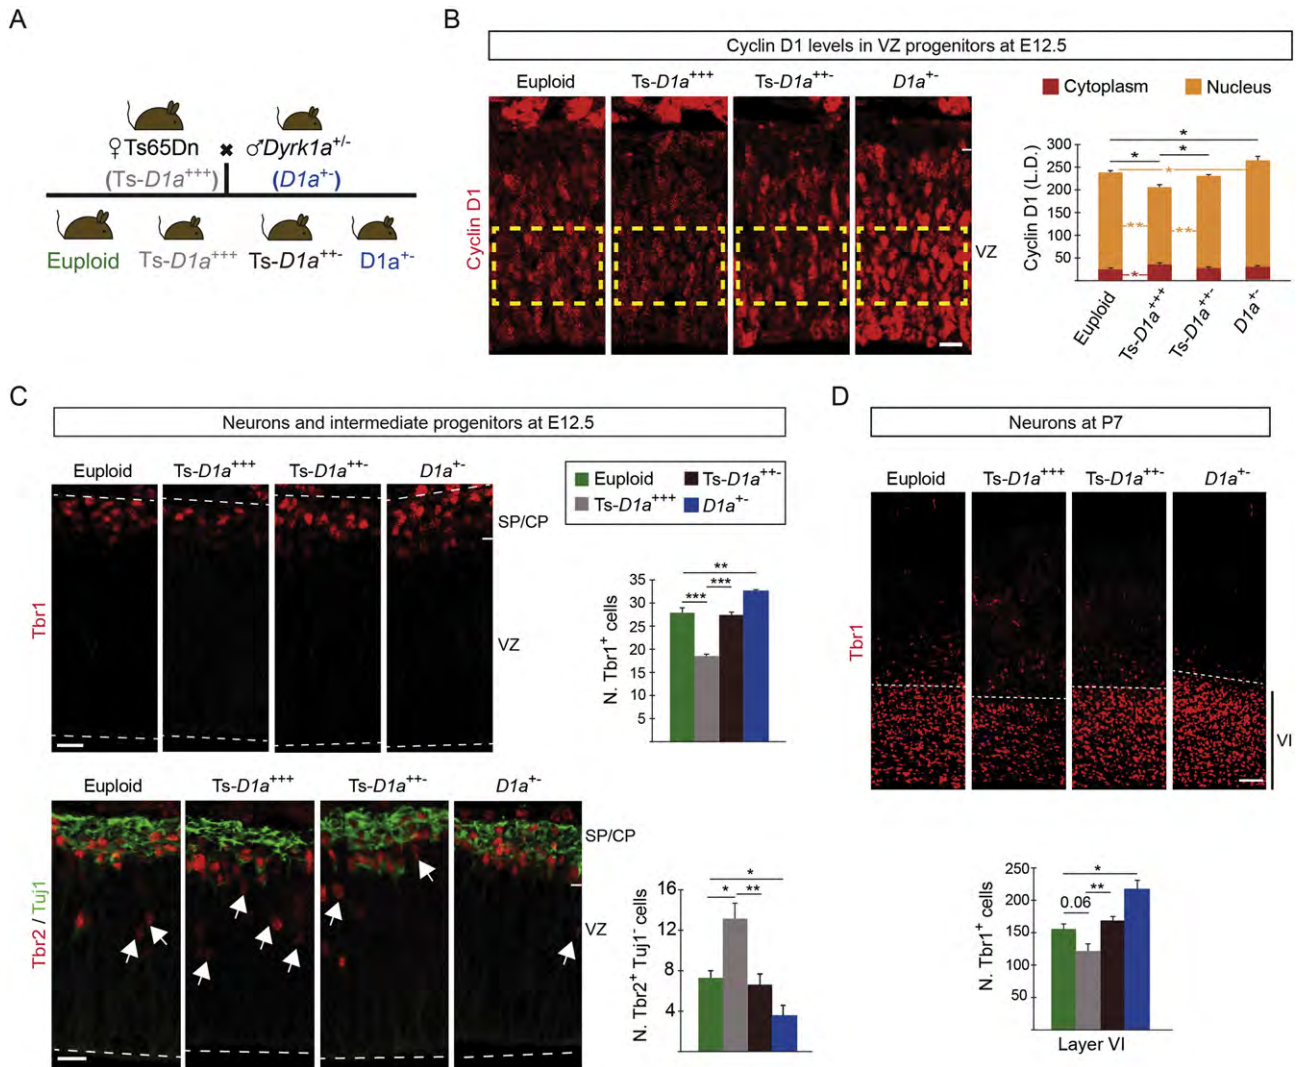 A
♀Ts65Dn ✖ ♂Dyrk1a+/-
(Ts-D1a+++) (D1a+-)
Euploid Ts-D1a+++ Ts-D1a++- D1a+-
B
Cyclin D1 levels in VZ progenitors at E12.5
Euploid Ts-D1a+++ Ts-D1a++- D1a+-
Cyclin D1
VZ
Cytoplasm Nucleus
Cyclin D1 (L.D.)
300
250
200
150
100
50
* * *
*
** **
*
Euploid Ts-D1a+++ Ts-D1a++- D1a+-
C
Neurons and intermediate progenitors at E12.5
Euploid Ts-D1a+++ Ts-D1a++- D1a+-
Tbr1
SP/CP
VZ
Euploid Ts-D1a++-
Ts-D1a+++ D1a+-
N. Tbr1+ cells
35
30
25
20
15
10
5
**
*** ***
Euploid Ts-D1a+++ Ts-D1a++- D1a+-
Tbr2 / Tuj1
SP/CP
VZ
N. Tbr2+ Tuj1- cells
16
12
8
4
*
* **
D
Neurons at P7
Euploid Ts-D1a+++ Ts-D1a++- D1a+-
Tbr1
VI
N. Tbr1+ cells
250
200
150
100
50
*
0.06 **
Layer VI